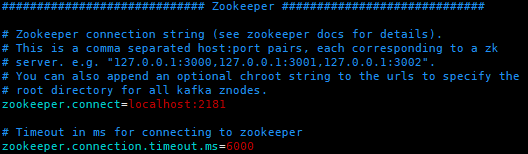 ############################# Zookeeper #############################
# Zookeeper connection string (see zookeeper docs for details).
# This is a comma separated host:port pairs, each corresponding to a zk
# server. e.g. "127.0.0.1:3000,127.0.0.1:3001,127.0.0.1:3002".
# You can also append an optional chroot string to the urls to specify the
# root directory for all kafka znodes.
zookeeper.connect=localhost:2181
# Timeout in ms for connecting to zookeeper
zookeeper.connection.timeout.ms=6000